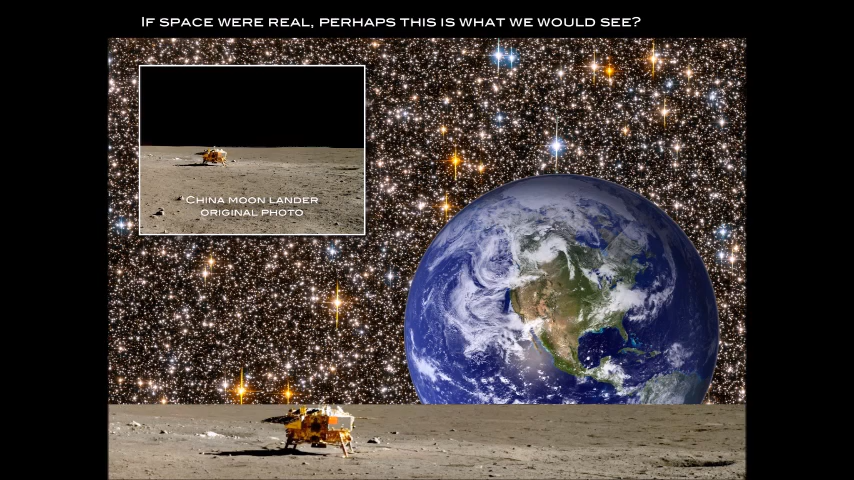 If space were real, perhaps this is what we would see?
*China moon lander
original photo